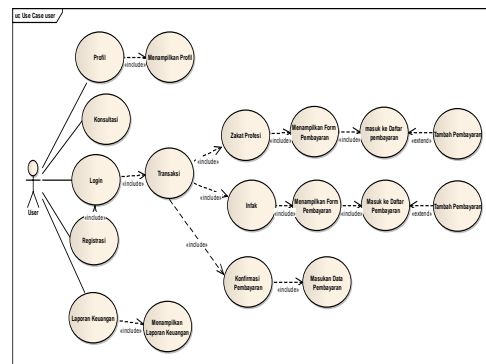 uc Use Case user
Profil
«include»
Menampilkan Profil
Konsultasi
Login
«include»
Transaksi
«include»
Zakat Profesi
«include»
Menampilkan Form
Pembayaran
«include»
masuk ke Daftar
pembayaran
«extend»
Tambah Pembayaran
User
«include»
Registrasi
«include»
Infak
«include»
Menampilkan Form
Pembayaran
«include»
Masuk ke Daftar
Pembayaran
«extend»
Tambah Pembayaran
«include»
Konfirmasi
Pembayaran
«include»
Masukan Data
Pembayaran
Laporan Keuangan
«include»
Menampilkan
Laporan Keuangan